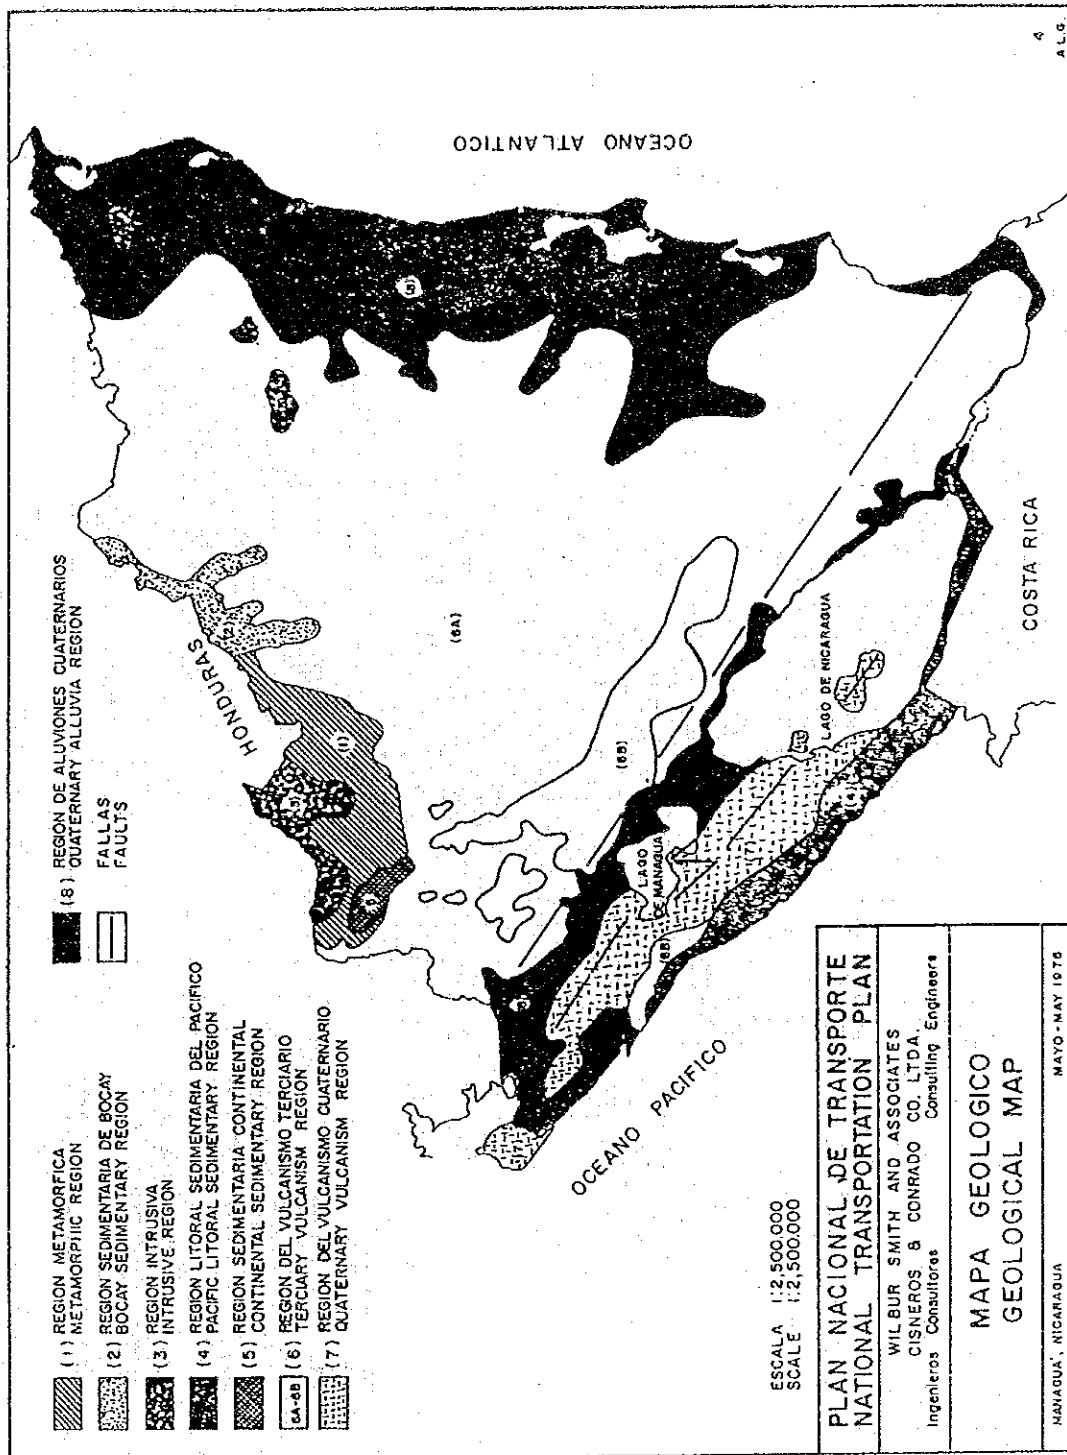 (1) REGION METAMORFICA
METAMORPHIC REGION
(2) REGION SEDIMENTARIA DE BOCAY
BOCAY SEDIMENTARY REGION
(3) REGION INTRUSIVA
INTRUSIVE REGION
(4) REGION LITORAL SEDIMENTARIA DEL PACIFICO
PACIFIC LITORAL SEDIMENTARY REGION
(5) REGION SEDIMENTARIA CONTINENTAL
CONTINENTAL SEDIMENTARY REGION
6A-6B (6) REGION DEL VULCANISMO TERCIARIO
TERCIARY VULCANISM REGION
(7) REGION DEL VULCANISMO CUATERNARIO
QUATERNARY VULCANISM REGION
(8) REGION DE ALUVIONES CUATERNARIOS
QUATERNARY ALLUVIA REGION
FALLAS
FAULTS
HONDURAS
OCEANO ATLANTICO
(1)
(2)
(3)
(8)
(6A)
(6B)
(4)
(7)
(6B)
LAGO
DE MANAGUA
LAGO DE NICARAGUA
COSTA RICA
OCEANO PACIFICO
ESCALA 1:2,500.000
SCALE 1:2,500.000
PLAN NACIONAL DE TRANSPORTE
NATIONAL TRANSPORTATION PLAN
WILBUR SMITH AND ASSOCIATES
CISNEROS & CONRADO CO. LTDA.
Ingenieros Consultores Consulting Engineers
MAPA GEOLOGICO
GEOLOGICAL MAP
MANAGUA, NICARAGUA MAYO-MAY 1976
4
A.L.G.